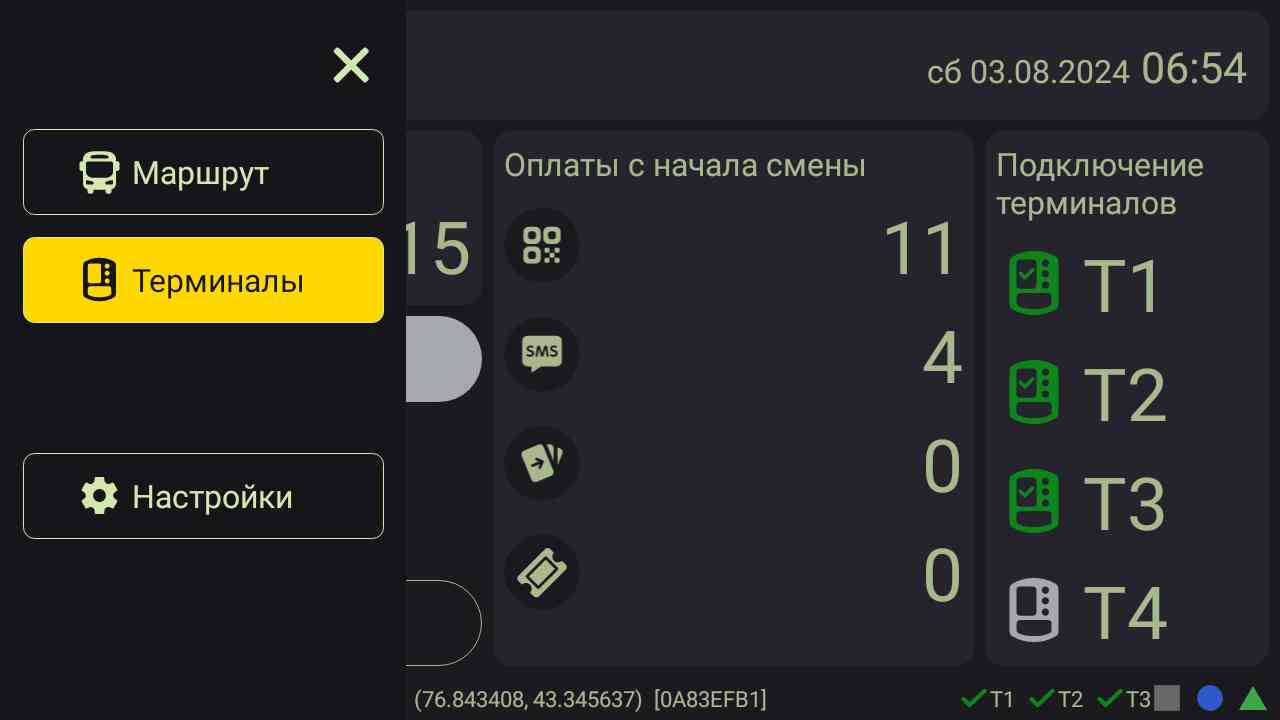 сб 03.08.2024 06:54
Маршрут
Терминалы
Настройки
15
Оплаты с начала смены
11
SMS
4
0
0
Подключение
терминалов
T1
T2
T3
T4
(76.843408, 43.345637) [0A83EFB1]
T1 T2 T3